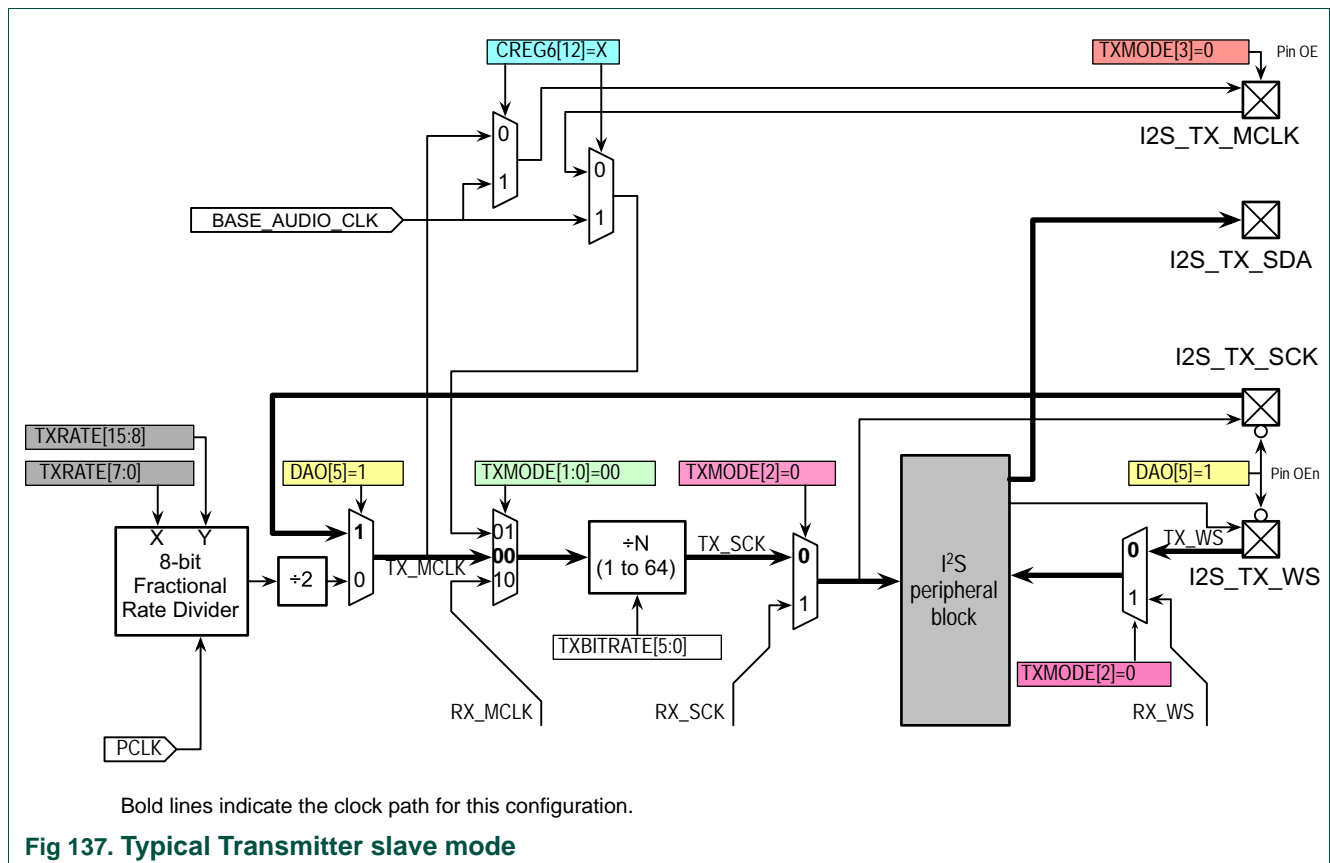 CREG6[12]=X
TXMODE[3]=0
Pin OE
0
1
I2S_TX_MCLK
0
1
BASE_AUDIO_CLK
I2S_TX_SDA
I2S_TX_SCK
TXRATE[15:8]
TXRATE[7:0]
DAO[5]=1
TXMODE[1:0]=00
TXMODE[2]=0
DAO[5]=1
Pin OEn
X Y
8-bit
Fractional
Rate Divider
÷2
1
0
TX_MCLK
01
00
10
÷N
(1 to 64)
TX_SCK
0
1
I²S
peripheral
block
0
1
TX_WS
I2S_TX_WS
TXBITRATE[5:0]
TXMODE[2]=0
RX_MCLK
RX_SCK
RX_WS
PCLK
Bold lines indicate the clock path for this configuration.
Fig 137. Typical Transmitter slave mode